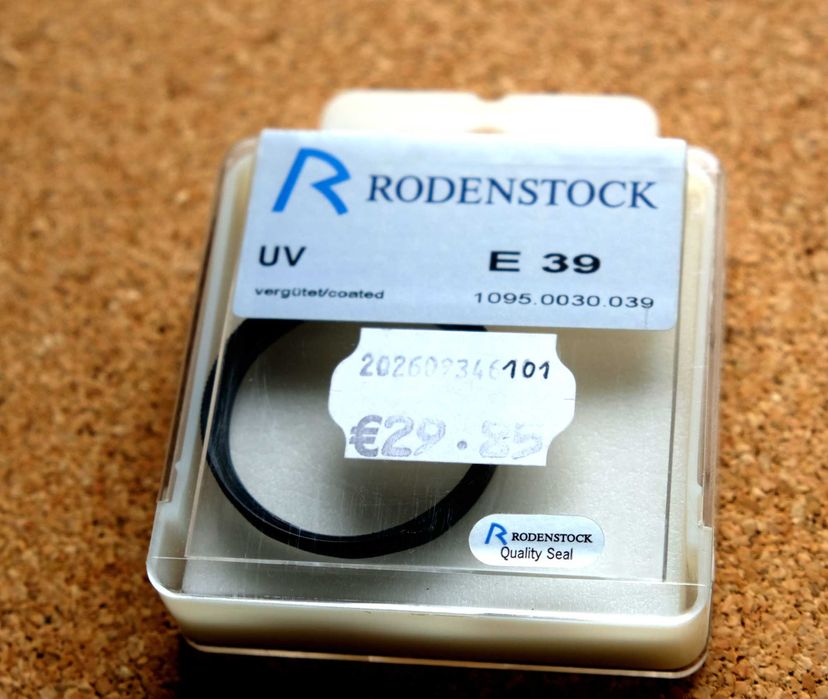 RODENSTOCK
UV E 39
vergütet/coated 1095.0030.039
€29.85
RODENSTOCK
Quality Seal